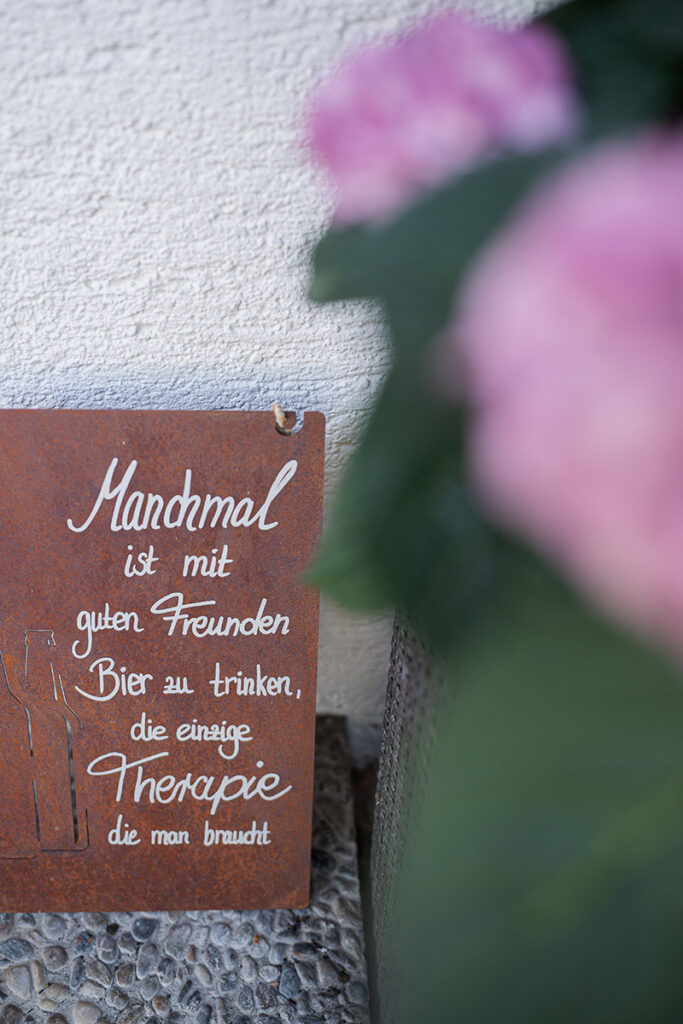 Manchmal
ist mit
guten Freunden
Bier zu trinken,
die einzige
Therapie
die man braucht